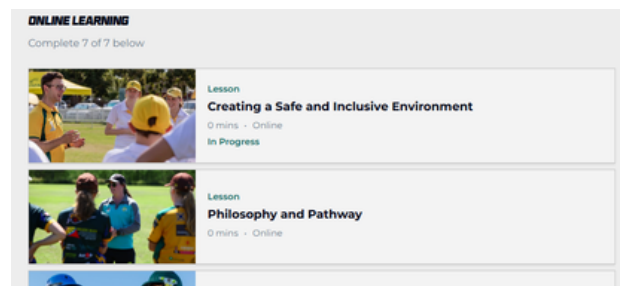 ONLINE LEARNING
Complete 7 of 7 below
Lesson
Creating a Safe and Inclusive Environment
0 mins • Online
In Progress
Lesson
Philosophy and Pathway
0 mins • Online